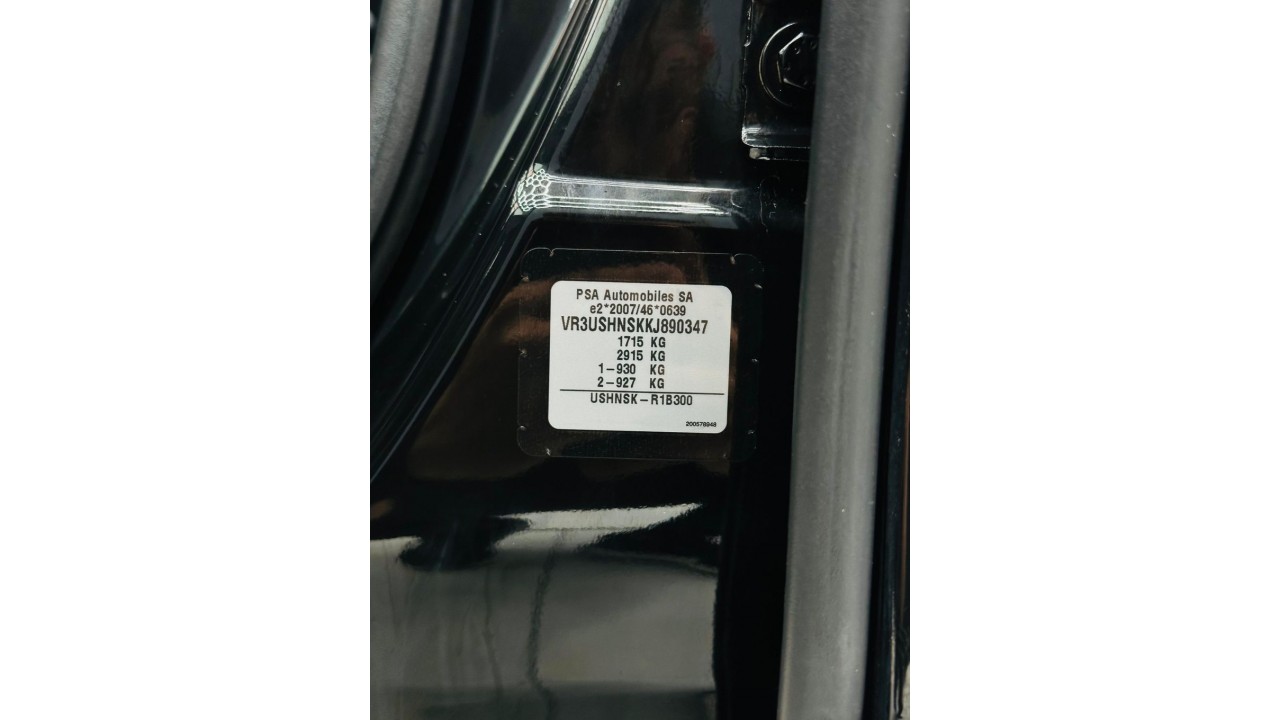 PSA Automobiles SA
e2*2007/46*0639
VR3USHNSKKJ890347
1715 KG
2915 KG
1-930 KG
2-927 KG
USHNSK-R1B300
200578948